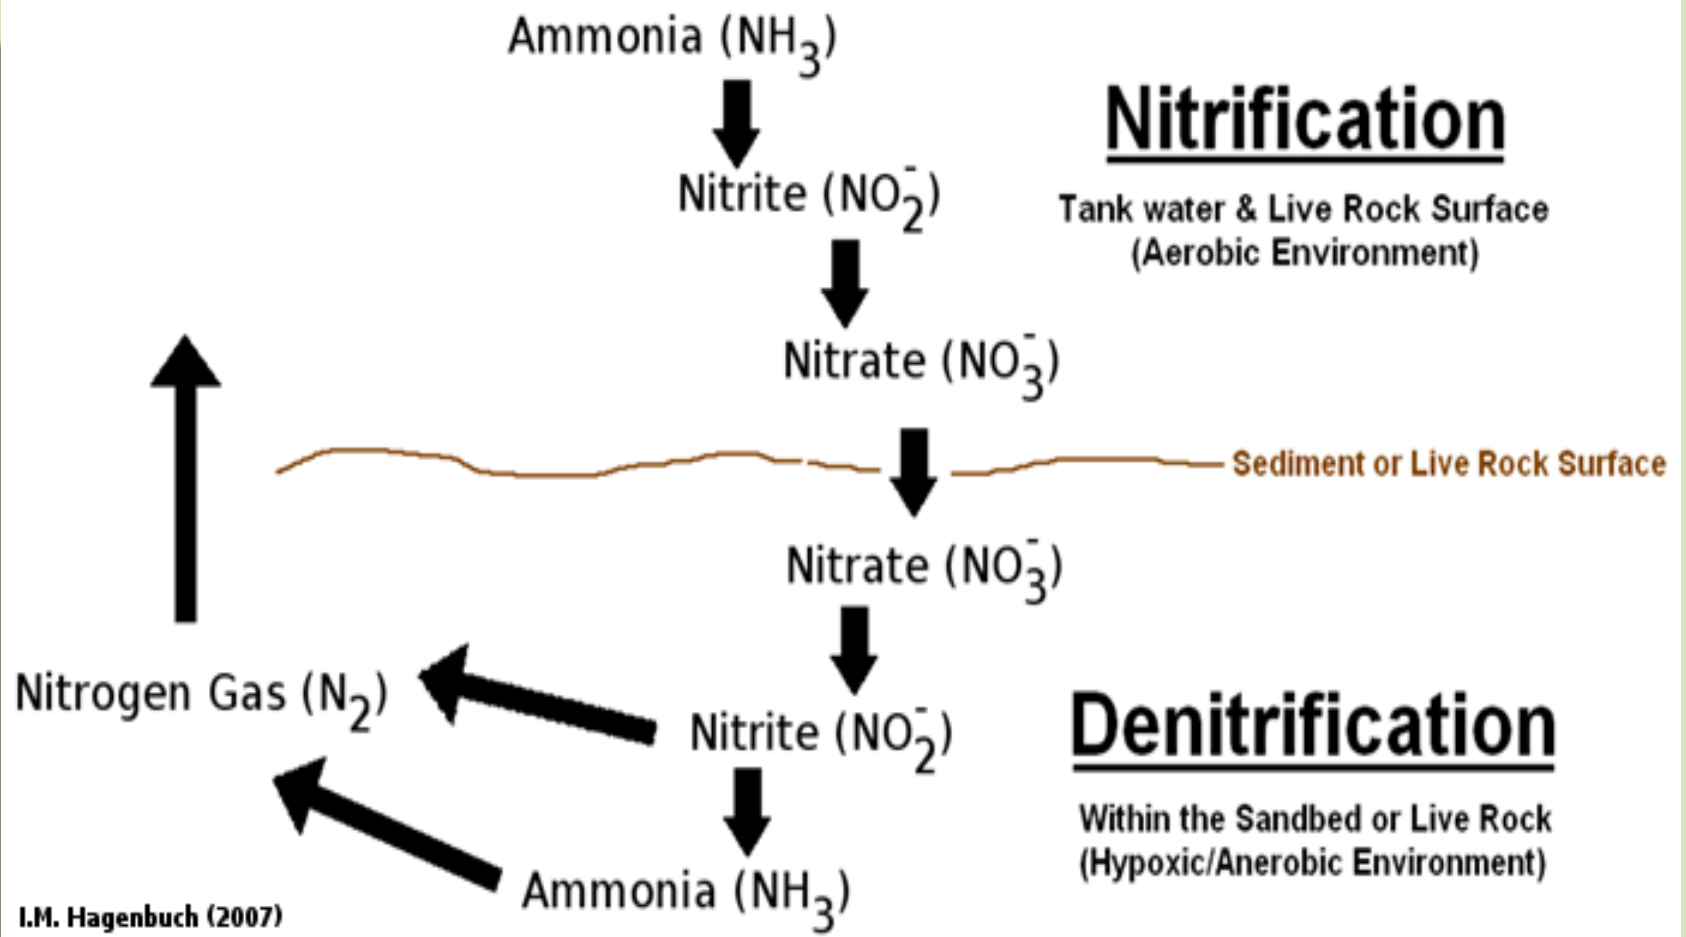 Ammonia (NH3)
Nitrification
Nitrite (NO2-)
Tank water & Live Rock Surface
(Aerobic Environment)
Nitrate (NO3-)
Sediment or Live Rock Surface
Nitrate (NO3-)
Nitrogen Gas (N2)
Nitrite (NO2-)
Denitrification
Within the Sandbed or Live Rock
(Hypoxic/Anerobic Environment)
Ammonia (NH3)
I.M. Hagenbuch (2007)